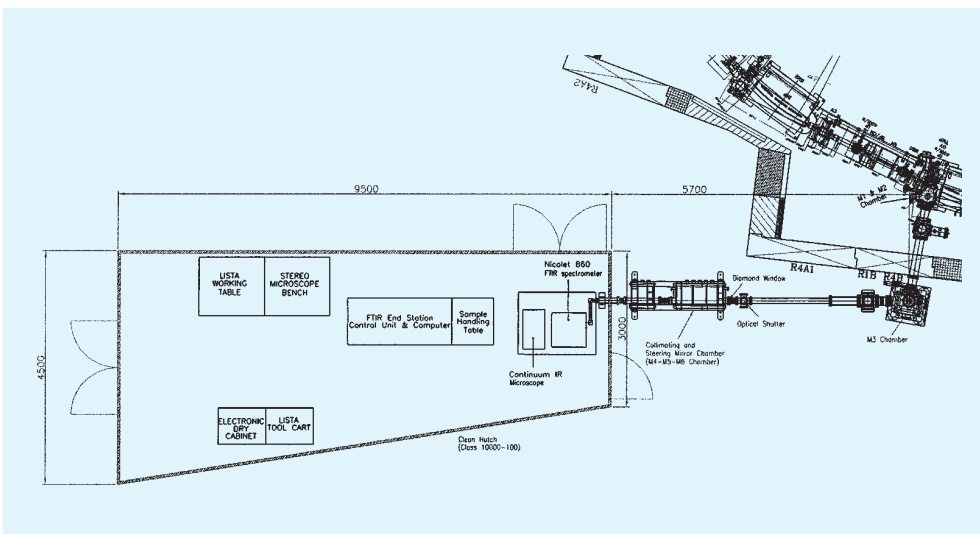 R4A2
9500
5700
M1 & M2
Chamber
R4A1
R1B
R4B
LISTA
WORKING
TABLE
STEREO
MICROSCOPE
BENCH
Nicolet 860
FTIR spectrometer
Diamond Window
FTIR End Station
Control Unit & Computer
Sample
Handling
Table
Optical Shutter
M3 Chamber
3000
4500
Collimating and
Steering Mirror Chamber
(M4-M5-M6 Chamber)
Continuum IR
Microscope
ELECTRONIC
DRY
CABINET
LISTA
TOOL CART
Clean Hutch
(Class 10000-100)